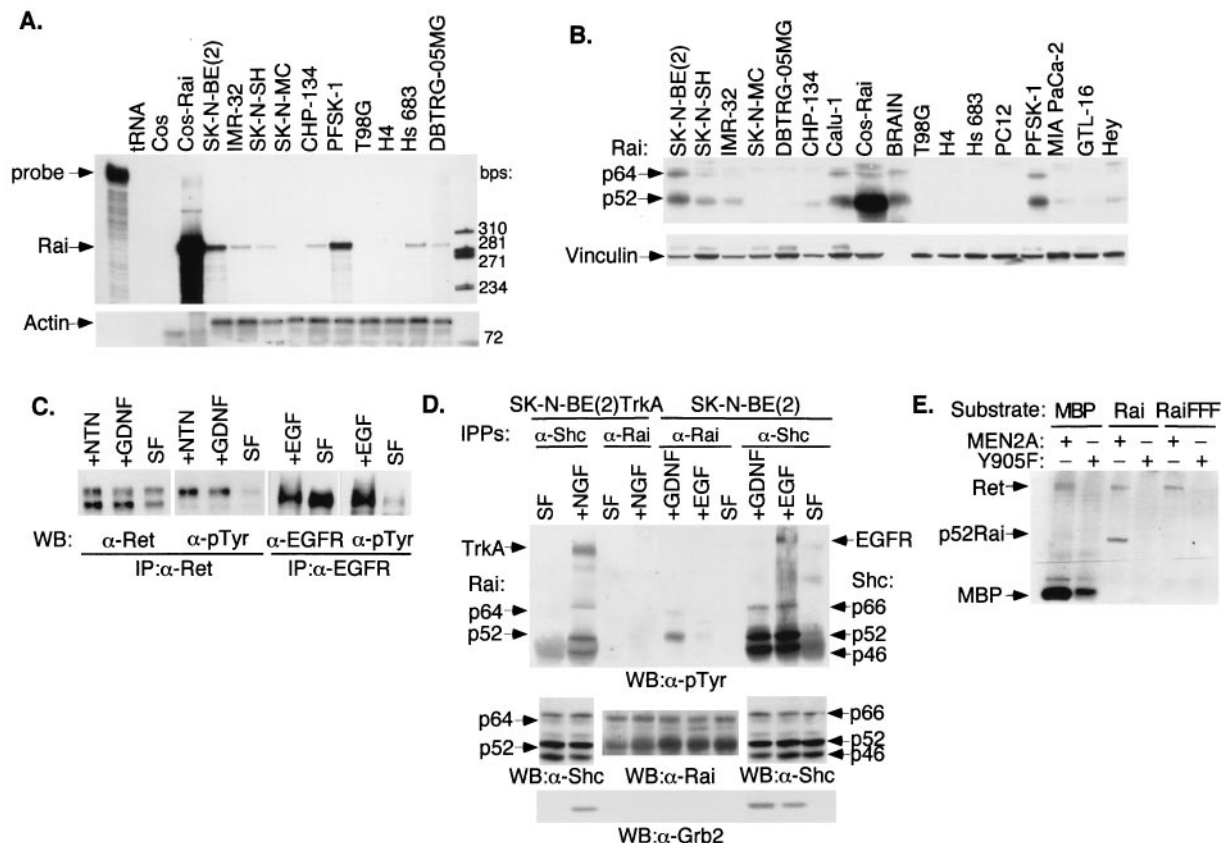 A.
tRNA
Cos
Cos-Rai
SK-N-BE(2)
IMR-32
SK-N-SH
SK-N-MC
CHP-134
PFSK-1
T98G
H4
Hs 683
DBTRG-05MG
probe
bps:
Rai
310
281
271
234
Actin
72
B.
SK-N-BE(2)
SK-N-SH
IMR-32
SK-N-MC
DBTRG-05MG
CHP-134
Calu-1
Cos-Rai
BRAIN
T98G
H4
Hs 683
PC12
PFSK-1
MIA PaCa-2
GTL-16
Hey
Rai:
p64
p52
Vinculin
C.
+NTN
+GDNF
SF
+NTN
+GDNF
SF
+EGF
SF
+EGF
SF
WB: α-Ret α-pTyr α-EGFR α-pTyr
IP:α-Ret IP:α-EGFR
D.
SK-N-BE(2)TrkA SK-N-BE(2)
IPPs: α-Shc α-Rai α-Rai α-Shc
SF
+NGF
SF
+NGF
+GDNF
+EGF
SF
+GDNF
+EGF
SF
TrkA EGFR
Rai: Shc:
p64 p66
p52 p52
p46
WB:α-pTyr
p64 p66
p52 p52
p46
WB:α-Shc WB:α-Rai WB:α-Shc
WB:α-Grb2
E.
Substrate: MBP Rai RaiFFF
MEN2A: + – + – + –
Y905F: – + – + – +
Ret
p52Rai
MBP